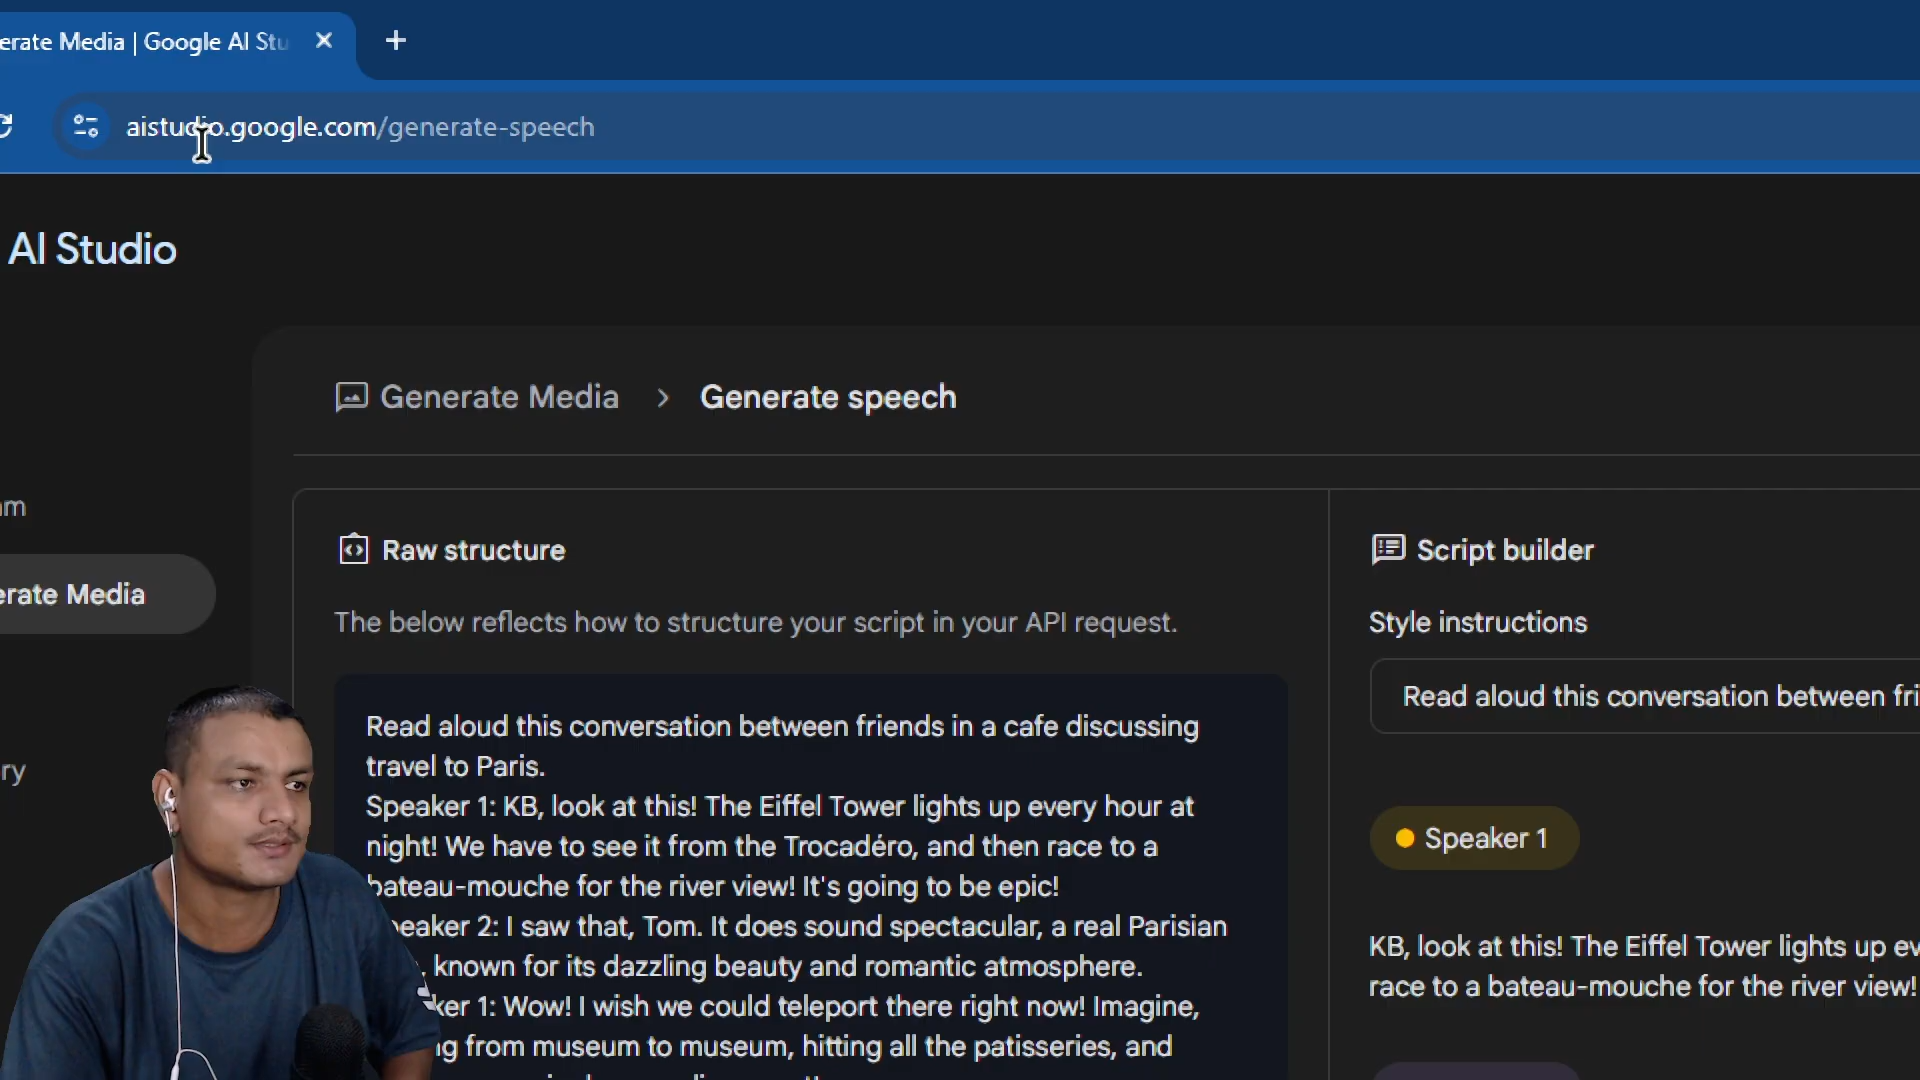 erate Media | Google AI Stu
aistudio.google.com/generate-speech
AI Studio
Generate Media > Generate speech
am
erate Media
ry
Raw structure
The below reflects how to structure your script in your API request.
Read aloud this conversation between friends in a cafe discussing
travel to Paris.
Speaker 1: KB, look at this! The Eiffel Tower lights up every hour at
night! We have to see it from the Trocadéro, and then race to a
bateau-mouche for the river view! It's going to be epic!
peaker 2: I saw that, Tom. It does sound spectacular, a real Parisian
, known for its dazzling beauty and romantic atmosphere.
ker 1: Wow! I wish we could teleport there right now! Imagine,
ng from museum to museum, hitting all the patisseries, and
Script builder
Style instructions
Read aloud this conversation between fri
Speaker 1
KB, look at this! The Eiffel Tower lights up ev
race to a bateau-mouche for the river view!